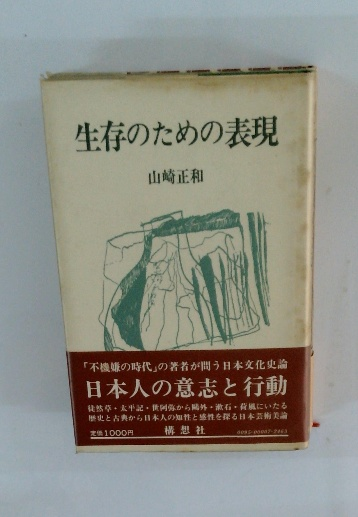 生存のための表現
山崎正和
「不機嫌の時代」の著者が問う日本文化史論
日本人の意志と行動
徒然草・太平記・世阿弥から鷗外・漱石・荷風にいたる
歴史と古典から日本人の知性と感性を探る日本芸術美論
定価1000円
構想社